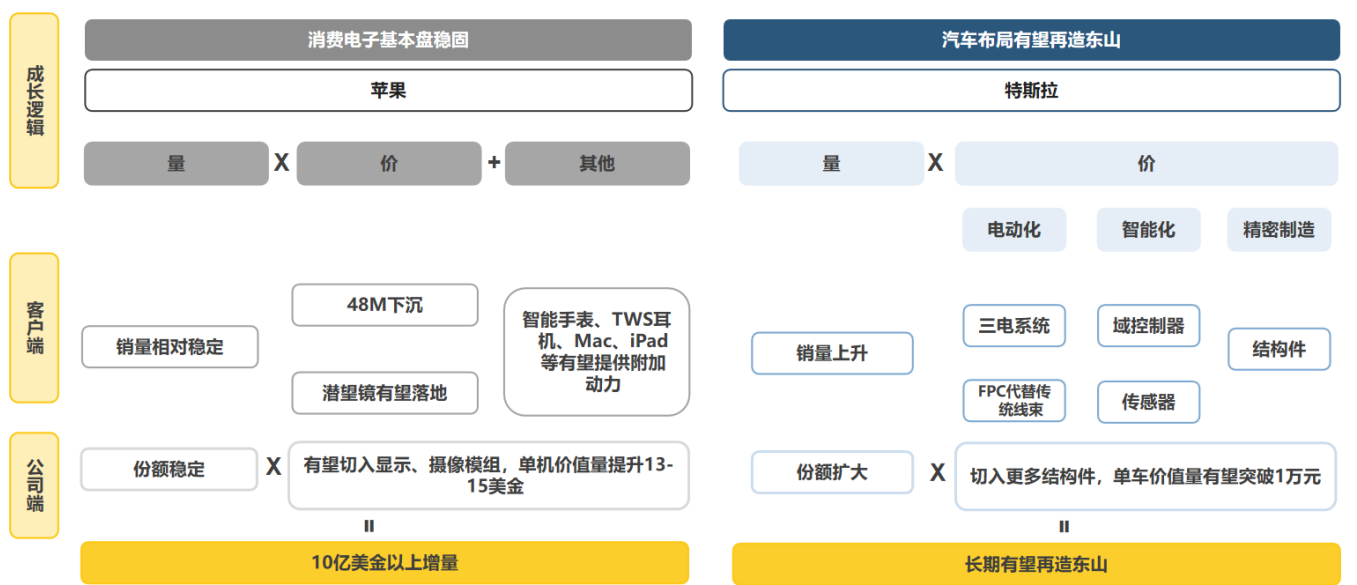 成长逻辑
消费电子基本盘稳固
汽车布局有望再造东山
苹果
特斯拉
量
X
价
+
其他
量
X
价
电动化
智能化
精密制造
客户端
销量相对稳定
48M下沉
潜望镜有望落地
智能手表、TWS耳
机、Mac、iPad
等有望提供附加
动力
销量上升
三电系统
域控制器
结构件
FPC代替传
统线束
传感器
公司端
份额稳定
X
有望切入显示、摄像模组，单机价值量提升13-
15美金
份额扩大
X
切入更多结构件，单车价值量有望突破1万元
=
=
10亿美金以上增量
长期有望再造东山